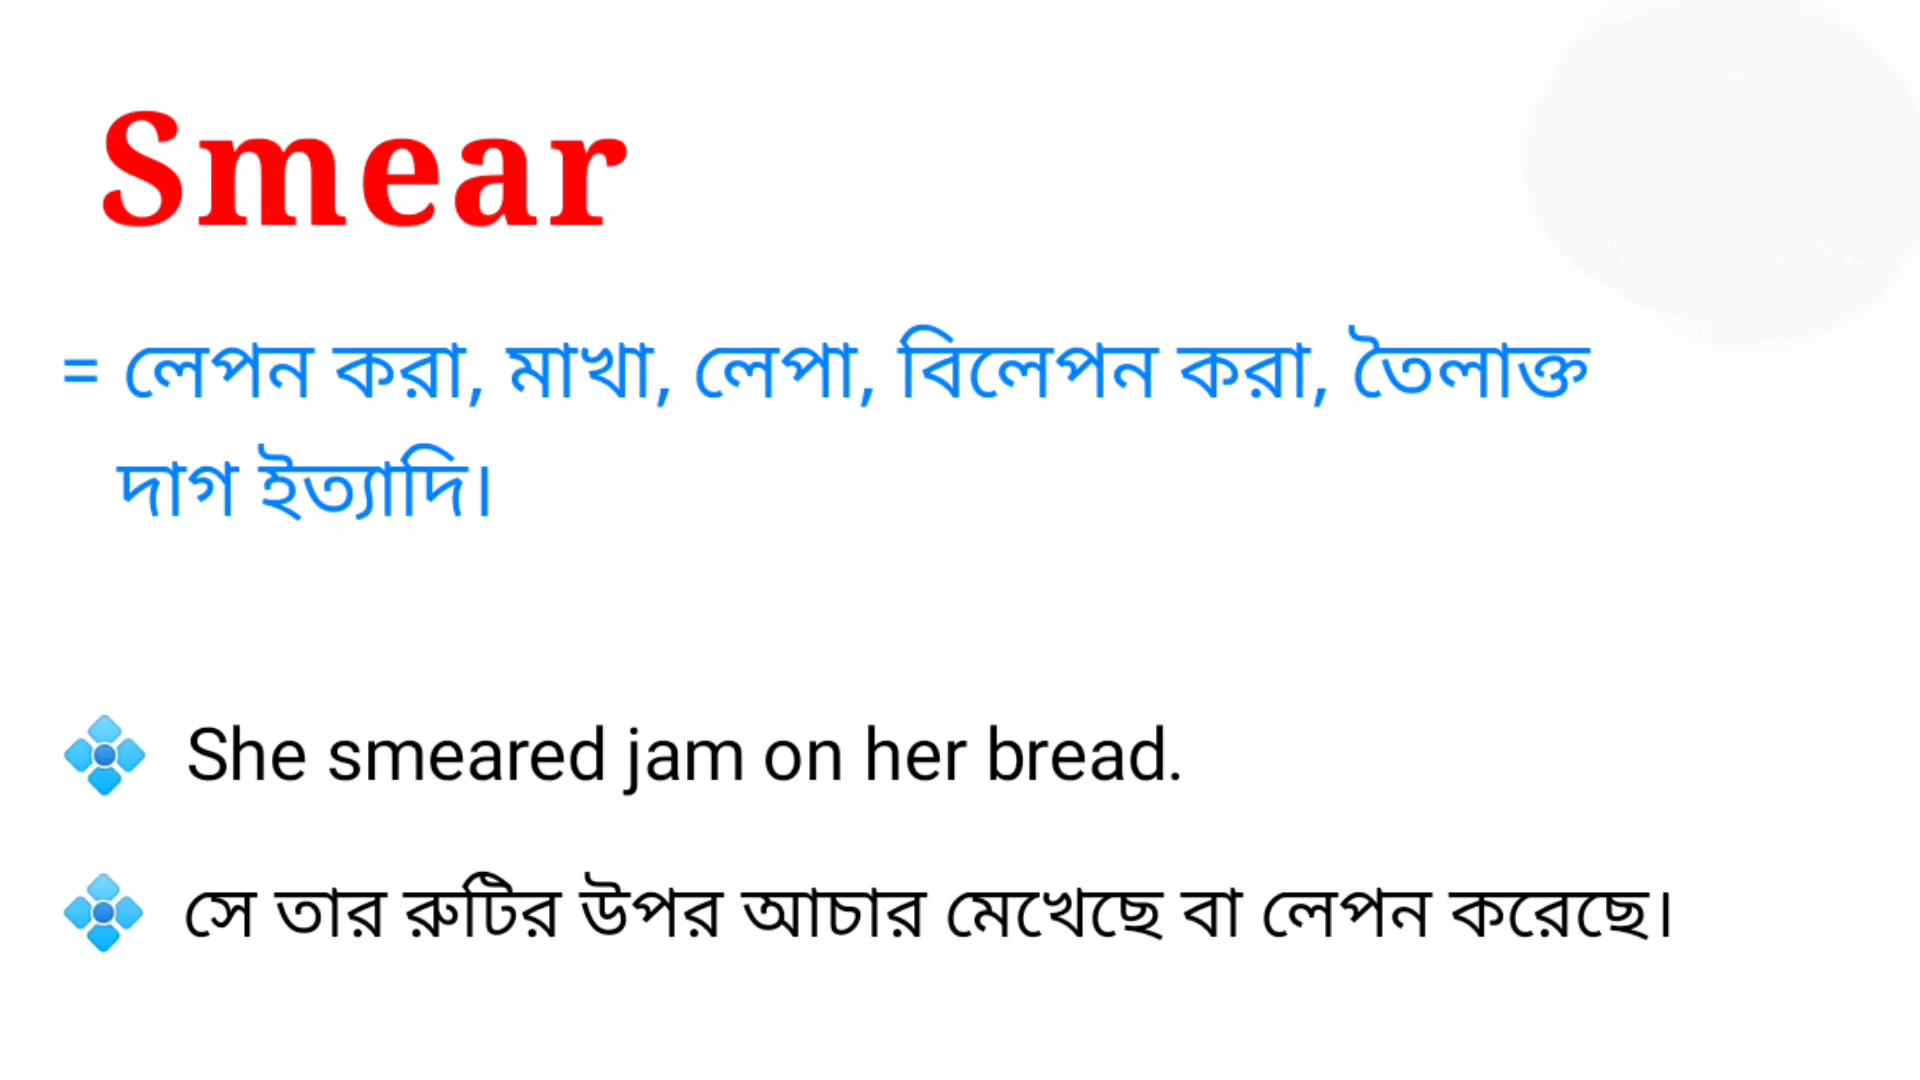 Smear
= লেপন করা, মাখা, লেপা, বিলেপন করা, তৈলাক্ত
দাগ ইত্যাদি।
She smeared jam on her bread.
সে তার রুটির উপর আচার মেখেছে বা লেপন করেছে।